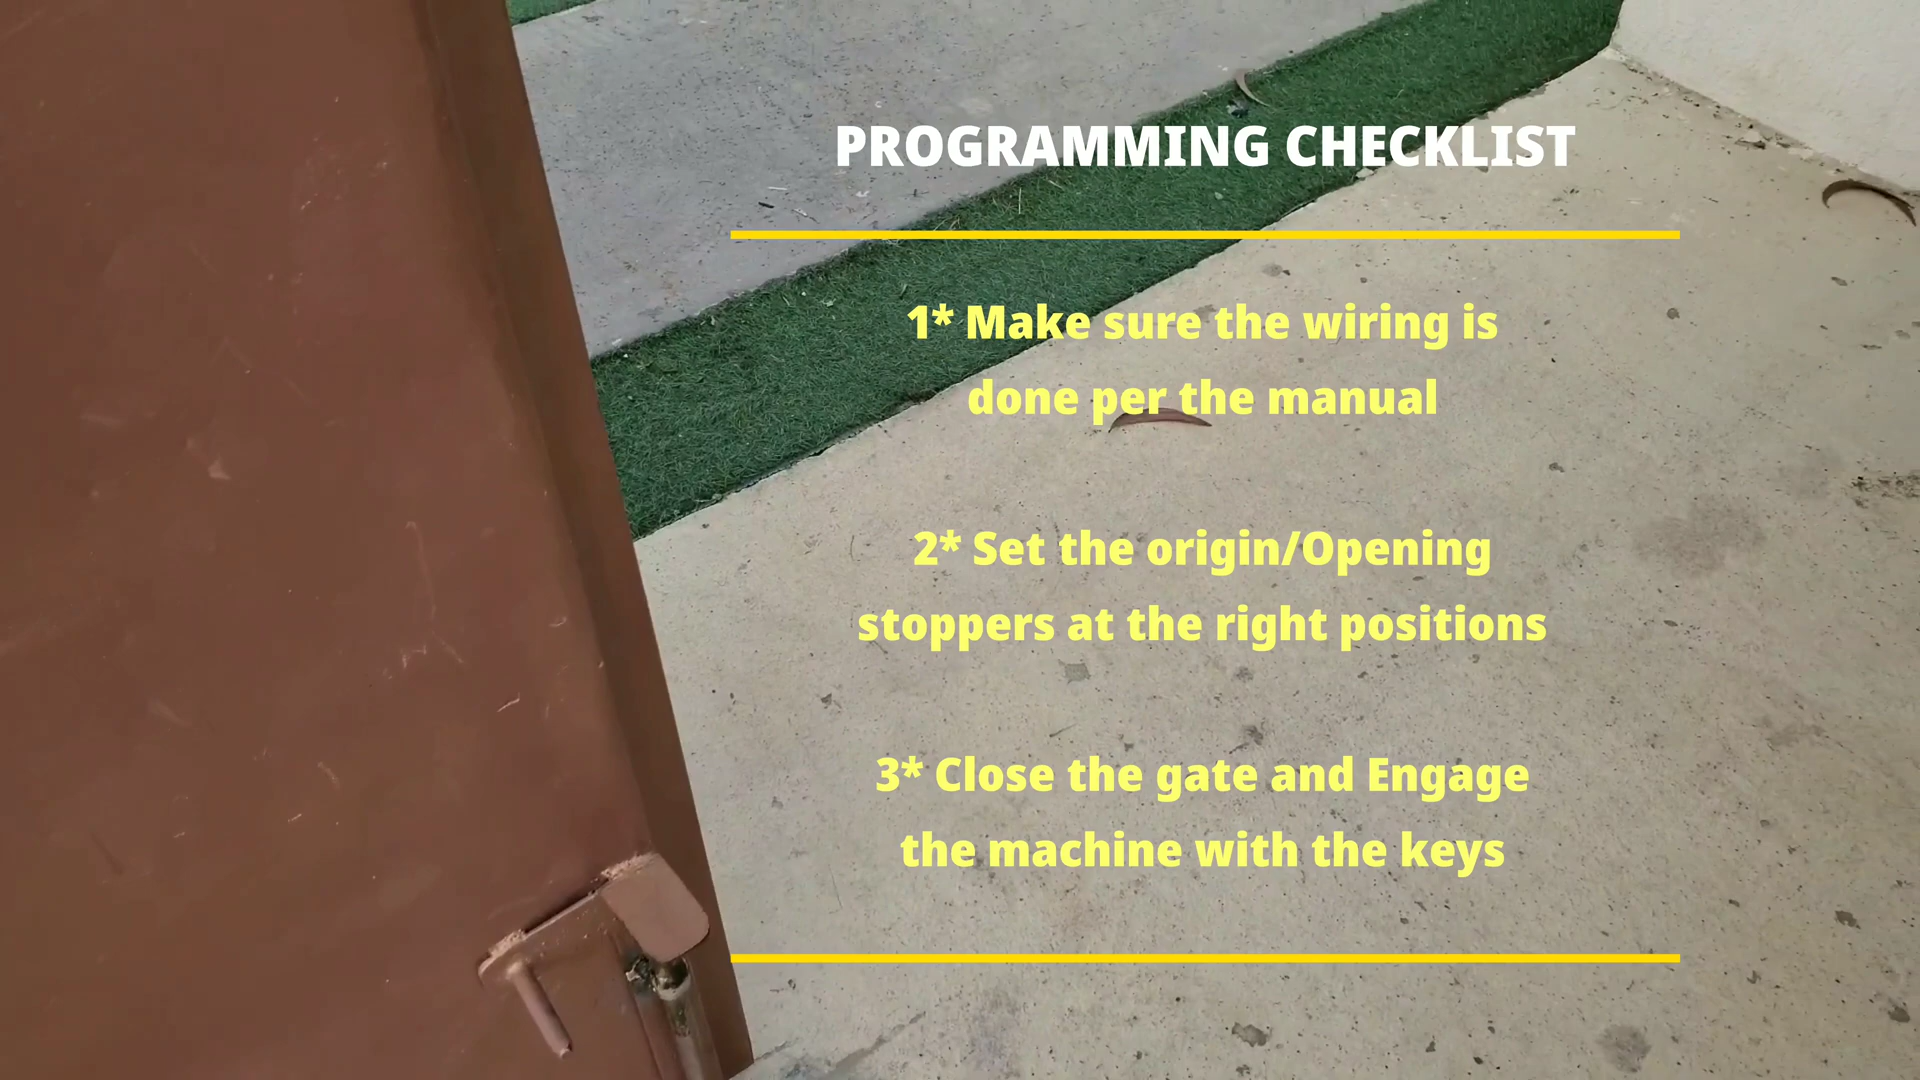 PROGRAMMING CHECKLIST
1* Make sure the wiring is
done per the manual
2* Set the origin/Opening
stoppers at the right positions
3* Close the gate and Engage
the machine with the keys